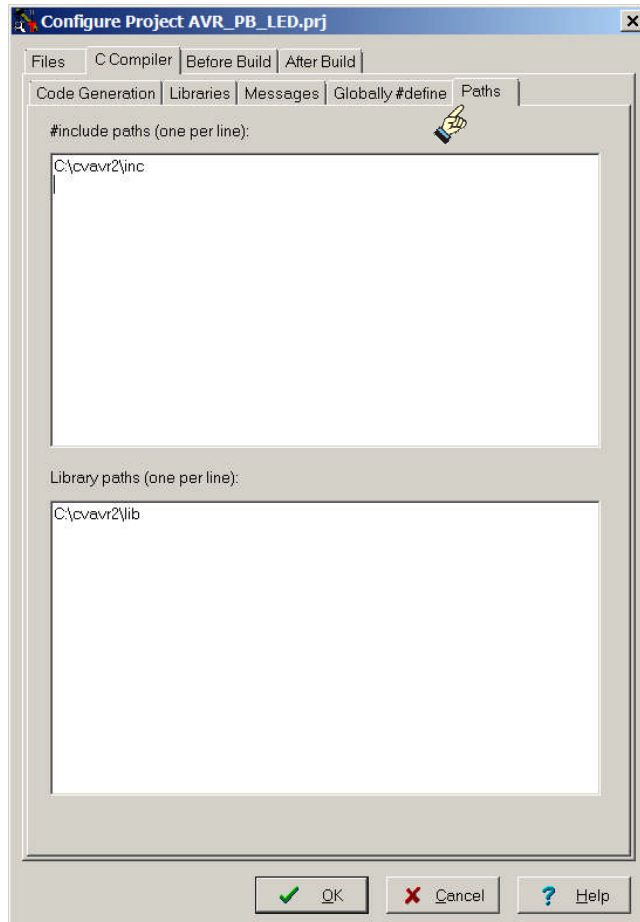 Configure Project AVR_PB_LED.prj
Files C Compiler Before Build After Build
Code Generation Libraries Messages Globally #define Paths
#include paths (one per line):
C:\cvavr2\inc
Library paths (one per line):
C:\cvavr2\lib
OK Cancel ? Help